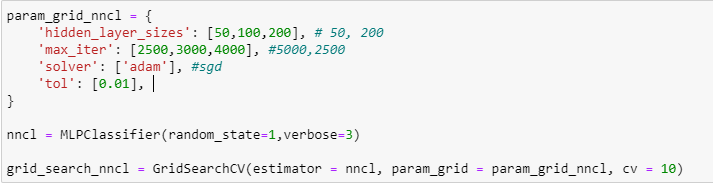 param_grid_nncl = {
    'hidden_layer_sizes': [50,100,200], # 50, 200
    'max_iter': [2500,3000,4000], #5000,2500
    'solver': ['adam'], #sgd
    'tol': [0.01],
}
nncl = MLPClassifier(random_state=1,verbose=3)
grid_search_nncl = GridSearchCV(estimator = nncl, param_grid = param_grid_nncl, cv = 10)